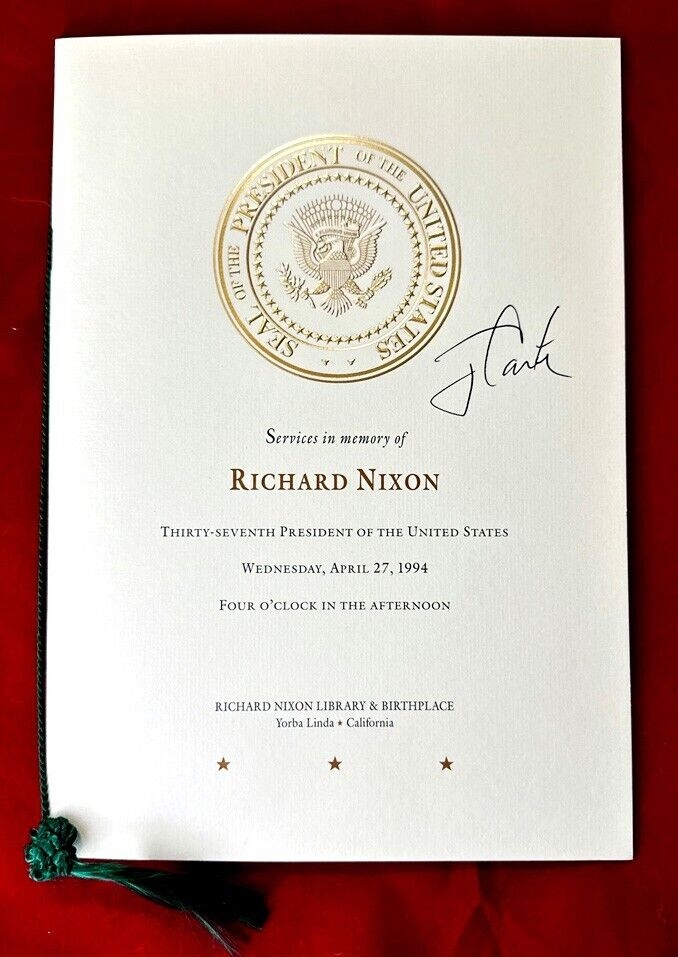 SEAL OF THE PRESIDENT OF THE UNITED STATES
J Carter
Services in memory of
RICHARD NIXON
THIRTY-SEVENTH PRESIDENT OF THE UNITED STATES
WEDNESDAY, APRIL 27, 1994
FOUR O'CLOCK IN THE AFTERNOON
RICHARD NIXON LIBRARY & BIRTHPLACE
Yorba Linda ★ California